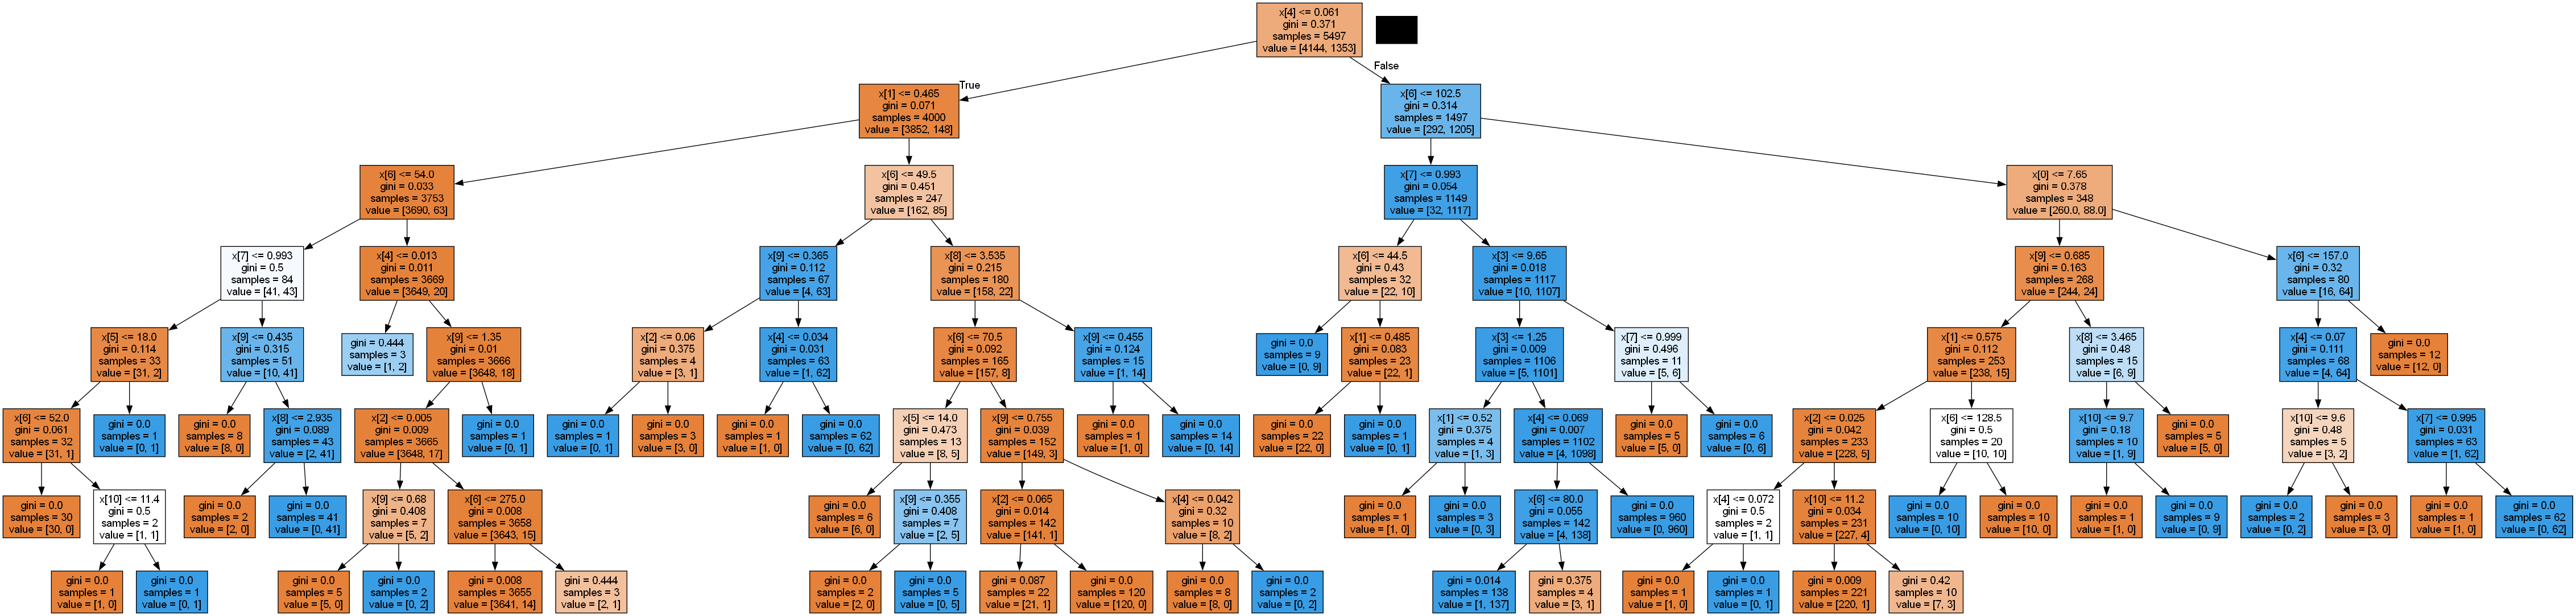 x[4] <= 0.061
gini = 0.371
samples = 5497
value = [4144, 1353]
True
False
x[1] <= 0.465
gini = 0.071
samples = 4000
value = [3852, 148]
x[6] <= 102.5
gini = 0.314
samples = 1497
value = [292, 1205]
x[6] <= 54.0
gini = 0.033
samples = 3753
value = [3690, 63]
x[6] <= 49.5
gini = 0.451
samples = 247
value = [162, 85]
x[7] <= 0.993
gini = 0.054
samples = 1149
value = [32, 1117]
x[0] <= 7.65
gini = 0.378
samples = 348
value = [260.0, 88.0]
x[7] <= 0.993
gini = 0.5
samples = 84
value = [41, 43]
x[4] <= 0.013
gini = 0.011
samples = 3669
value = [3649, 20]
x[9] <= 0.365
gini = 0.112
samples = 67
value = [4, 63]
x[8] <= 3.535
gini = 0.215
samples = 180
value = [158, 22]
x[6] <= 44.5
gini = 0.43
samples = 32
value = [22, 10]
x[3] <= 9.65
gini = 0.018
samples = 1117
value = [10, 1107]
x[9] <= 0.685
gini = 0.163
samples = 268
value = [244, 24]
x[6] <= 157.0
gini = 0.32
samples = 80
value = [16, 64]
x[5] <= 18.0
gini = 0.114
samples = 33
value = [31, 2]
x[9] <= 0.435
gini = 0.315
samples = 51
value = [10, 41]
gini = 0.444
samples = 3
value = [1, 2]
x[9] <= 1.35
gini = 0.01
samples = 3666
value = [3648, 18]
x[2] <= 0.06
gini = 0.375
samples = 4
value = [3, 1]
x[4] <= 0.034
gini = 0.031
samples = 63
value = [1, 62]
x[6] <= 70.5
gini = 0.092
samples = 165
value = [157, 8]
x[9] <= 0.455
gini = 0.124
samples = 15
value = [1, 14]
gini = 0.0
samples = 9
value = [0, 9]
x[1] <= 0.485
gini = 0.083
samples = 23
value = [22, 1]
x[3] <= 1.25
gini = 0.009
samples = 1106
value = [5, 1101]
x[7] <= 0.999
gini = 0.496
samples = 11
value = [5, 6]
x[1] <= 0.575
gini = 0.112
samples = 253
value = [238, 15]
x[8] <= 3.465
gini = 0.48
samples = 15
value = [6, 9]
x[4] <= 0.07
gini = 0.111
samples = 68
value = [4, 64]
gini = 0.0
samples = 12
value = [12, 0]
x[6] <= 52.0
gini = 0.061
samples = 32
value = [31, 1]
gini = 0.0
samples = 1
value = [0, 1]
gini = 0.0
samples = 8
value = [8, 0]
x[8] <= 2.935
gini = 0.089
samples = 43
value = [2, 41]
x[2] <= 0.005
gini = 0.009
samples = 3665
value = [3648, 17]
gini = 0.0
samples = 1
value = [0, 1]
gini = 0.0
samples = 1
value = [0, 1]
gini = 0.0
samples = 3
value = [3, 0]
gini = 0.0
samples = 1
value = [1, 0]
gini = 0.0
samples = 62
value = [0, 62]
x[5] <= 14.0
gini = 0.473
samples = 13
value = [8, 5]
x[9] <= 0.755
gini = 0.039
samples = 152
value = [149, 3]
gini = 0.0
samples = 1
value = [1, 0]
gini = 0.0
samples = 14
value = [0, 14]
gini = 0.0
samples = 22
value = [22, 0]
gini = 0.0
samples = 1
value = [0, 1]
x[1] <= 0.52
gini = 0.375
samples = 4
value = [1, 3]
x[4] <= 0.069
gini = 0.007
samples = 1102
value = [4, 1098]
gini = 0.0
samples = 5
value = [5, 0]
gini = 0.0
samples = 6
value = [0, 6]
x[2] <= 0.025
gini = 0.042
samples = 233
value = [228, 5]
x[6] <= 128.5
gini = 0.5
samples = 20
value = [10, 10]
x[10] <= 9.7
gini = 0.18
samples = 10
value = [1, 9]
gini = 0.0
samples = 5
value = [5, 0]
x[10] <= 9.6
gini = 0.48
samples = 5
value = [3, 2]
x[7] <= 0.995
gini = 0.031
samples = 63
value = [1, 62]
gini = 0.0
samples = 30
value = [30, 0]
x[10] <= 11.4
gini = 0.5
samples = 2
value = [1, 1]
gini = 0.0
samples = 2
value = [2, 0]
gini = 0.0
samples = 41
value = [0, 41]
x[9] <= 0.68
gini = 0.408
samples = 7
value = [5, 2]
x[6] <= 275.0
gini = 0.008
samples = 3658
value = [3643, 15]
gini = 0.0
samples = 6
value = [6, 0]
x[9] <= 0.355
gini = 0.408
samples = 7
value = [2, 5]
x[2] <= 0.065
gini = 0.014
samples = 142
value = [141, 1]
x[4] <= 0.042
gini = 0.32
samples = 10
value = [8, 2]
gini = 0.0
samples = 1
value = [1, 0]
gini = 0.0
samples = 3
value = [0, 3]
x[6] <= 80.0
gini = 0.055
samples = 142
value = [4, 138]
gini = 0.0
samples = 960
value = [0, 960]
x[4] <= 0.072
gini = 0.5
samples = 2
value = [1, 1]
x[10] <= 11.2
gini = 0.034
samples = 231
value = [227, 4]
gini = 0.0
samples = 10
value = [0, 10]
gini = 0.0
samples = 10
value = [10, 0]
gini = 0.0
samples = 1
value = [1, 0]
gini = 0.0
samples = 9
value = [0, 9]
gini = 0.0
samples = 2
value = [0, 2]
gini = 0.0
samples = 3
value = [3, 0]
gini = 0.0
samples = 1
value = [1, 0]
gini = 0.0
samples = 62
value = [0, 62]
gini = 0.0
samples = 1
value = [1, 0]
gini = 0.0
samples = 1
value = [0, 1]
gini = 0.0
samples = 5
value = [5, 0]
gini = 0.0
samples = 2
value = [0, 2]
gini = 0.008
samples = 3655
value = [3641, 14]
gini = 0.444
samples = 3
value = [2, 1]
gini = 0.0
samples = 2
value = [2, 0]
gini = 0.0
samples = 5
value = [0, 5]
gini = 0.087
samples = 22
value = [21, 1]
gini = 0.0
samples = 120
value = [120, 0]
gini = 0.0
samples = 8
value = [8, 0]
gini = 0.0
samples = 2
value = [0, 2]
gini = 0.014
samples = 138
value = [1, 137]
gini = 0.375
samples = 4
value = [3, 1]
gini = 0.0
samples = 1
value = [1, 0]
gini = 0.0
samples = 1
value = [0, 1]
gini = 0.009
samples = 221
value = [220, 1]
gini = 0.42
samples = 10
value = [7, 3]